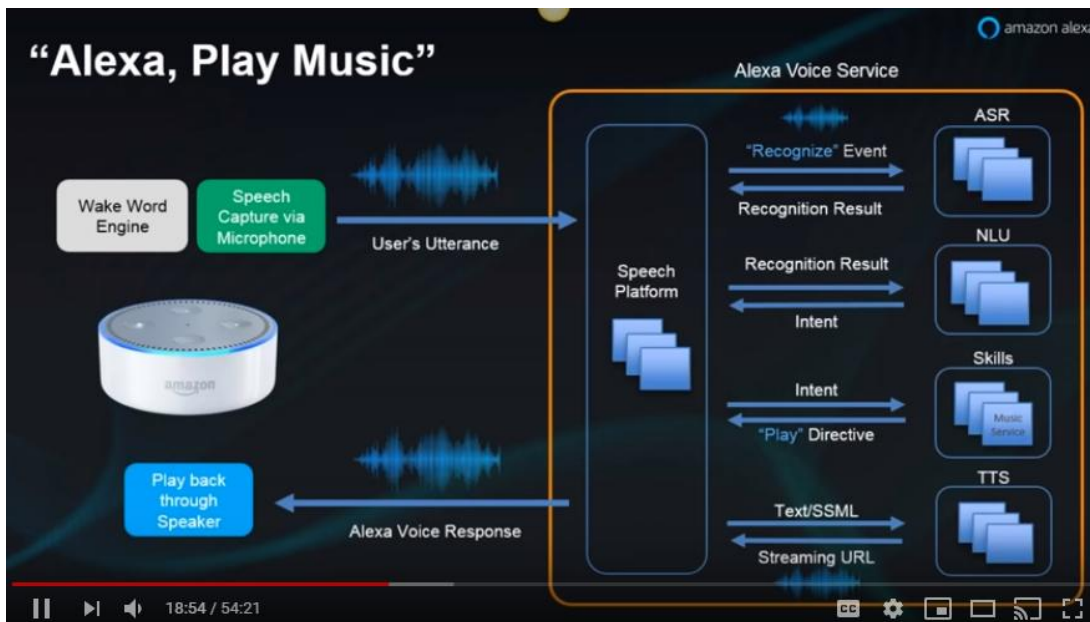 amazon alexa
“Alexa, Play Music”
Alexa Voice Service
Wake Word
Engine
Speech
Capture via
Microphone
User's Utterance
amazon
Play back
through
Speaker
Alexa Voice Response
Speech
Platform
“Recognize” Event
Recognition Result
ASR
Recognition Result
Intent
NLU
Intent
“Play” Directive
Skills
Music
Service
Text/SSML
Streaming URL
TTS
18:54 / 54:21
CC